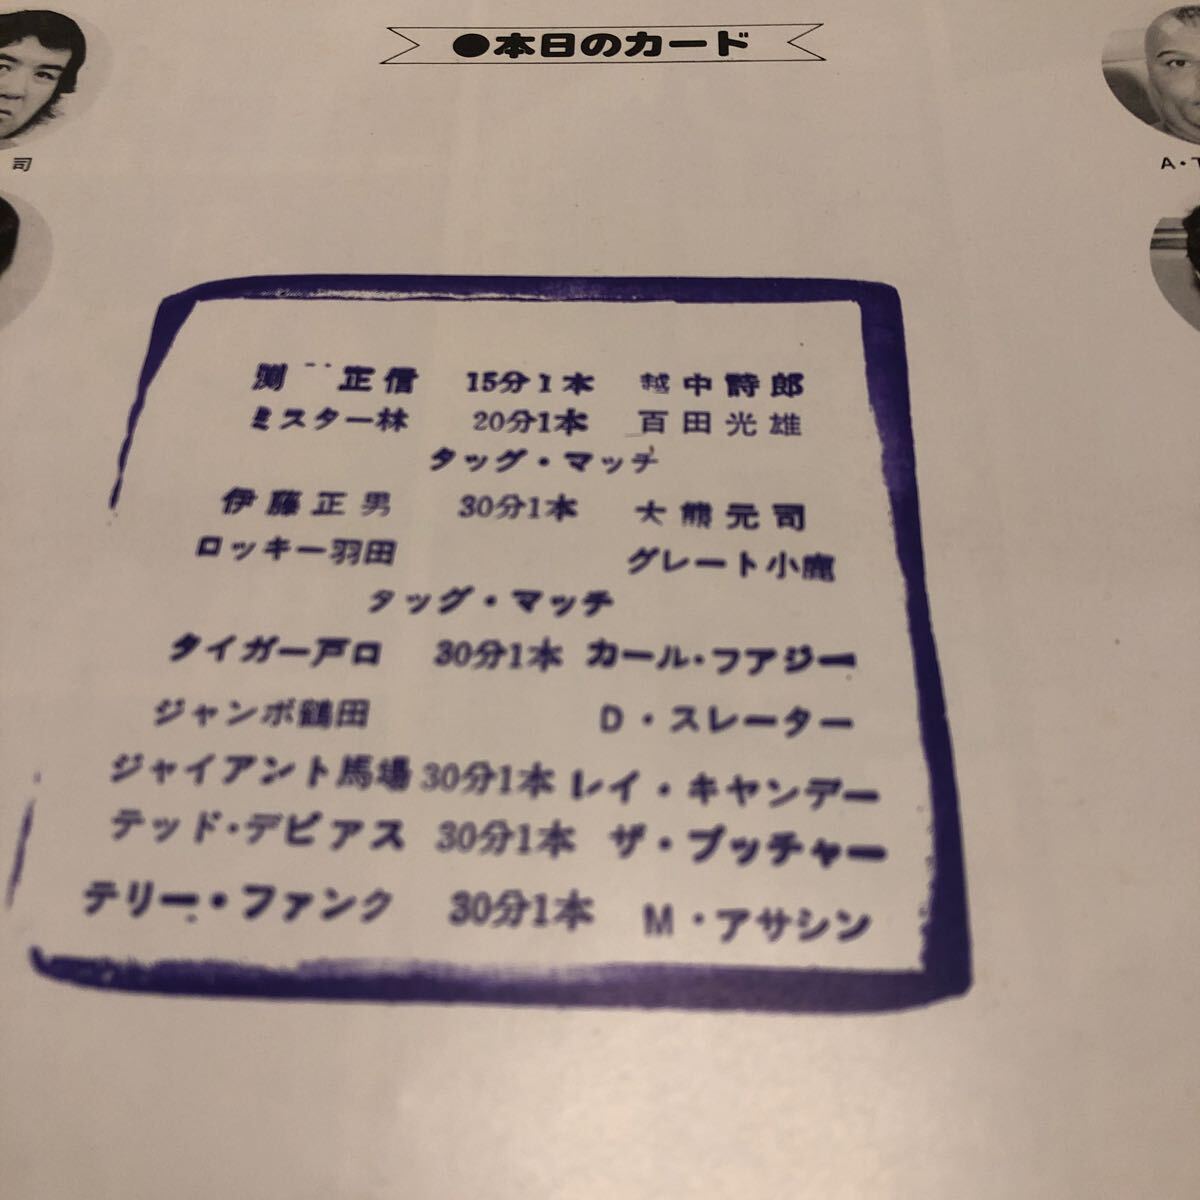 ●本日のカード
司
A・T
渕 正信 15分1本 越中詩郎
ミスター林 20分1本 百田光雄
タッグ・マッチ
伊藤正男 30分1本 大熊元司
ロッキー羽田 グレート小鹿
タッグ・マッチ
タイガー戸口 30分1本 カール・フアジー
ジャンボ鶴田 D・スレーター
ジャイアント馬場 30分1本 レイ・キヤンデー
テッド・デビアス 30分1本 ザ・ブッチャー
テリー・ファンク 30分1本 M・アサシン